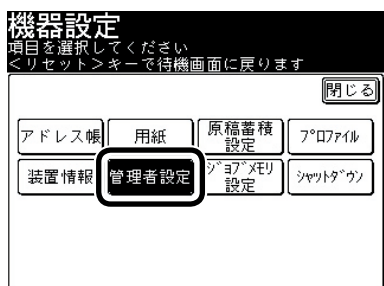 機器設定
項目を選択してください
<リセット>キーで待機画面に戻ります
閉じる
アドレス帳
用紙
原稿蓄積
設定
プロファイル
装置情報
管理者設定
ジョブメモリ
設定
シャットダウン